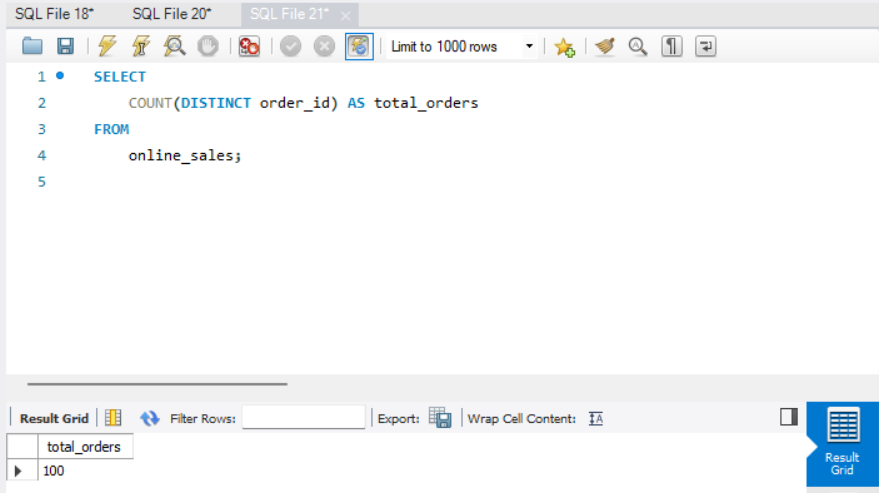 SQL File 18* SQL File 20* SQL File 21*
Limit to 1000 rows
1 SELECT
2 COUNT(DISTINCT order_id) AS total_orders
3 FROM
4 online_sales;
5
Result Grid Filter Rows: Export: Wrap Cell Content: IA
total_orders
100
Result
Grid